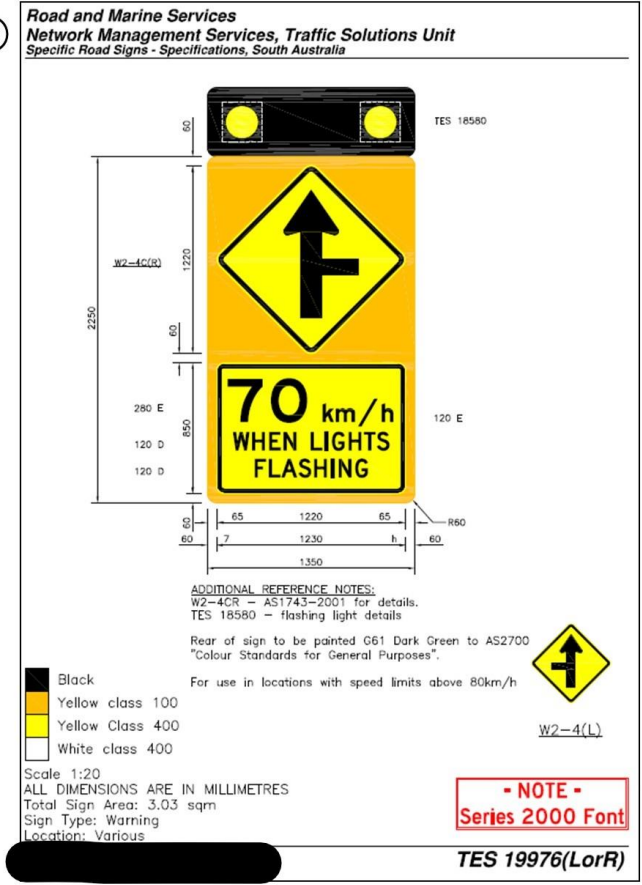 Road and Marine Services
Network Management Services, Traffic Solutions Unit
Specific Road Signs - Specifications, South Australia
TES 18580
60
W2-4C(R)
1220
2250
60
70 km/h
WHEN LIGHTS
FLASHING
280 E
120 D
120 D
850
120 E
60
65 1220 65
R60
60 7 1230 h 60
1350
ADDITIONAL REFERENCE NOTES:
W2-4CR - AS1743-2001 for details.
TES 18580 - flashing light details
Rear of sign to be painted G61 Dark Green to AS2700
"Colour Standards for General Purposes".
For use in locations with speed limits above 80km/h
W2-4(L)
Black
Yellow class 100
Yellow Class 400
White class 400
Scale 1:20
ALL DIMENSIONS ARE IN MILLIMETRES
Total Sign Area: 3.03 sqm
Sign Type: Warning
Location: Various
- NOTE -
Series 2000 Font
TES 19976(LorR)